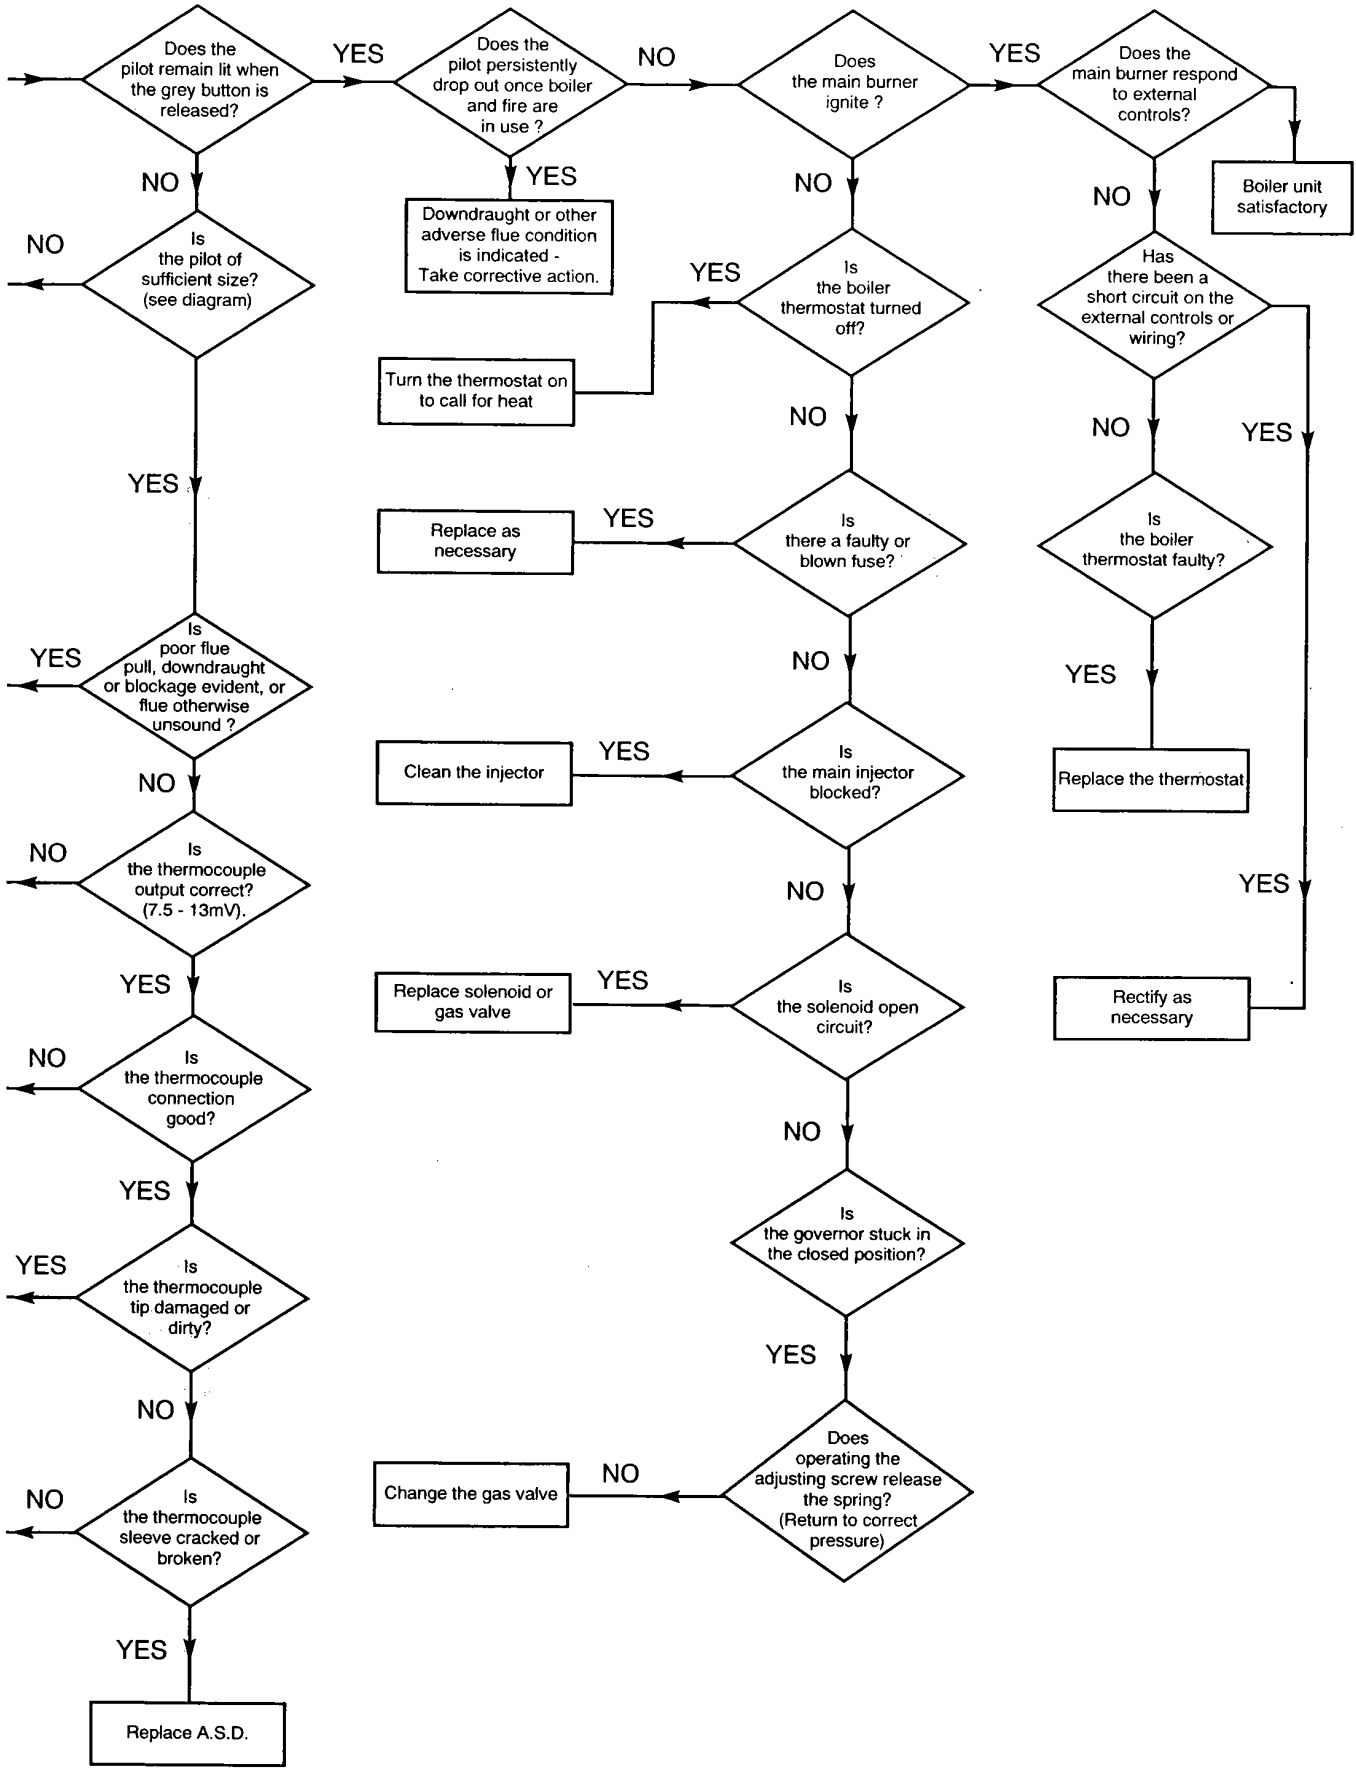 Does the
pilot remain lit when
the grey button is
released?
YES
Does the
pilot persistently
drop out once boiler
and fire are
in use ?
NO
Does
the main burner
ignite ?
YES
Does the
main burner respond
to external
controls?
NO
YES
NO
NO
Boiler unit
satisfactory
Downdraught or other
adverse flue condition
is indicated -
Take corrective action.
NO
Is
the pilot of
sufficient size?
(see diagram)
YES
Is
the boiler
thermostat turned
off?
Has
there been a
short circuit on the
external controls or
wiring?
Turn the thermostat on
to call for heat
NO
NO
YES
YES
Replace as
necessary
YES
Is
there a faulty or
blown fuse?
Is
the boiler
thermostat faulty?
YES
Is
poor flue
pull, downdraught
or blockage evident, or
flue otherwise
unsound ?
NO
YES
NO
Clean the injector
YES
Is
the main injector
blocked?
Replace the thermostat
NO
Is
the thermocouple
output correct?
(7.5 - 13mV).
NO
YES
YES
Replace solenoid or
gas valve
YES
Is
the solenoid open
circuit?
Rectify as
necessary
NO
Is
the thermocouple
connection
good?
NO
YES
YES
Is
the thermocouple
tip damaged or
dirty?
Is
the governor stuck in
the closed position?
YES
NO
NO
Is
the thermocouple
sleeve cracked or
broken?
Change the gas valve
NO
Does
operating the
adjusting screw release
the spring?
(Return to correct
pressure)
YES
Replace A.S.D.